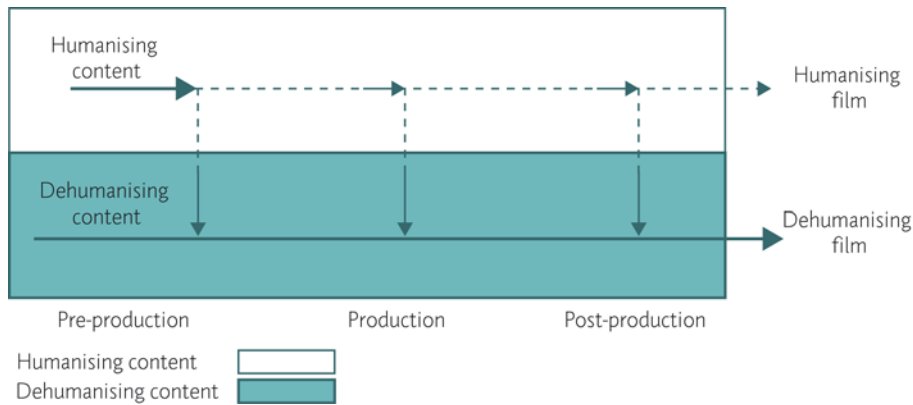 Humanising
content
Humanising
film
Dehumanising
content
Dehumanising
film
Pre-production
Production
Post-production
Humanising content
Dehumanising content